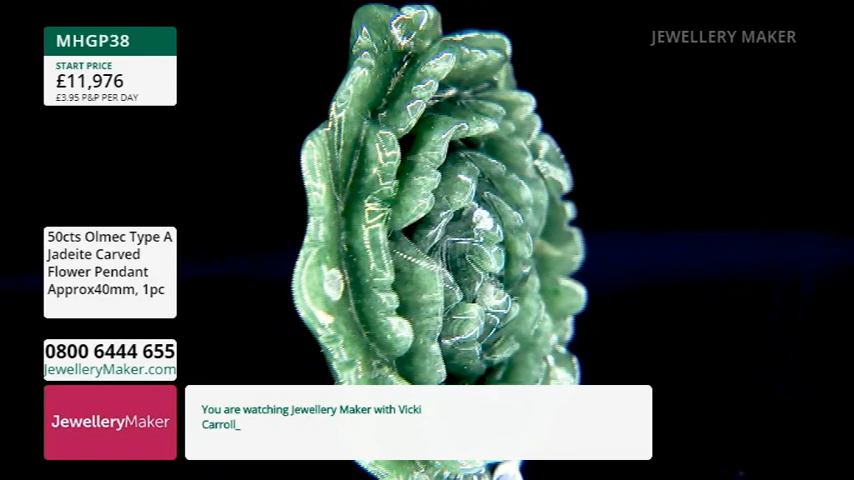 MHGP38
START PRICE
£11,976
£3.95 P&P PER DAY
JEWELLERY MAKER
50cts Olmec Type A
Jadeite Carved
Flower Pendant
Approx40mm, 1pc
0800 6444 655
JewelleryMaker.com
JewelleryMaker
You are watching Jewellery Maker with Vicki
Carroll_